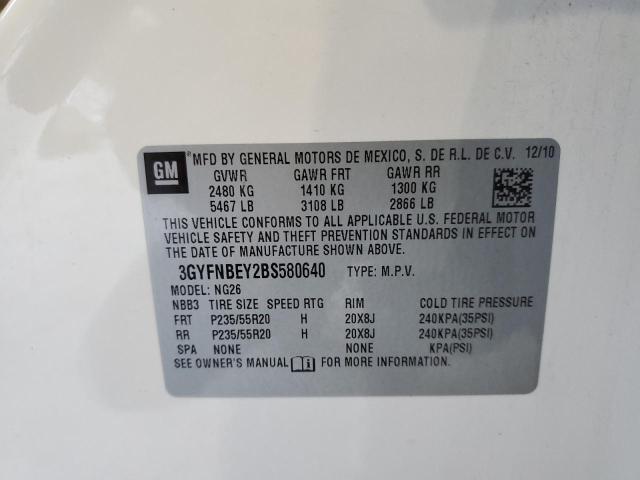 GM MFD BY GENERAL MOTORS DE MEXICO, S. DE R.L. DE C.V. 12/10
GVWR GAWR FRT GAWR RR
2480 KG 1410 KG 1300 KG
5467 LB 3108 LB 2866 LB
THIS VEHICLE CONFORMS TO ALL APPLICABLE U.S. FEDERAL MOTOR
VEHICLE SAFETY AND THEFT PREVENTION STANDARDS IN EFFECT ON
THE DATE OF MANUFACTURE SHOWN ABOVE.
3GYFNBEY2BS580640 TYPE: M.P.V.
MODEL: NG26
NBB3 TIRE SIZE SPEED RTG RIM COLD TIRE PRESSURE
FRT P235/55R20 H 20X8J 240KPA(35PSI)
RR P235/55R20 H 20X8J 240KPA(35PSI)
SPA NONE NONE KPA(PSI)
SEE OWNER'S MANUAL FOR MORE INFORMATION.